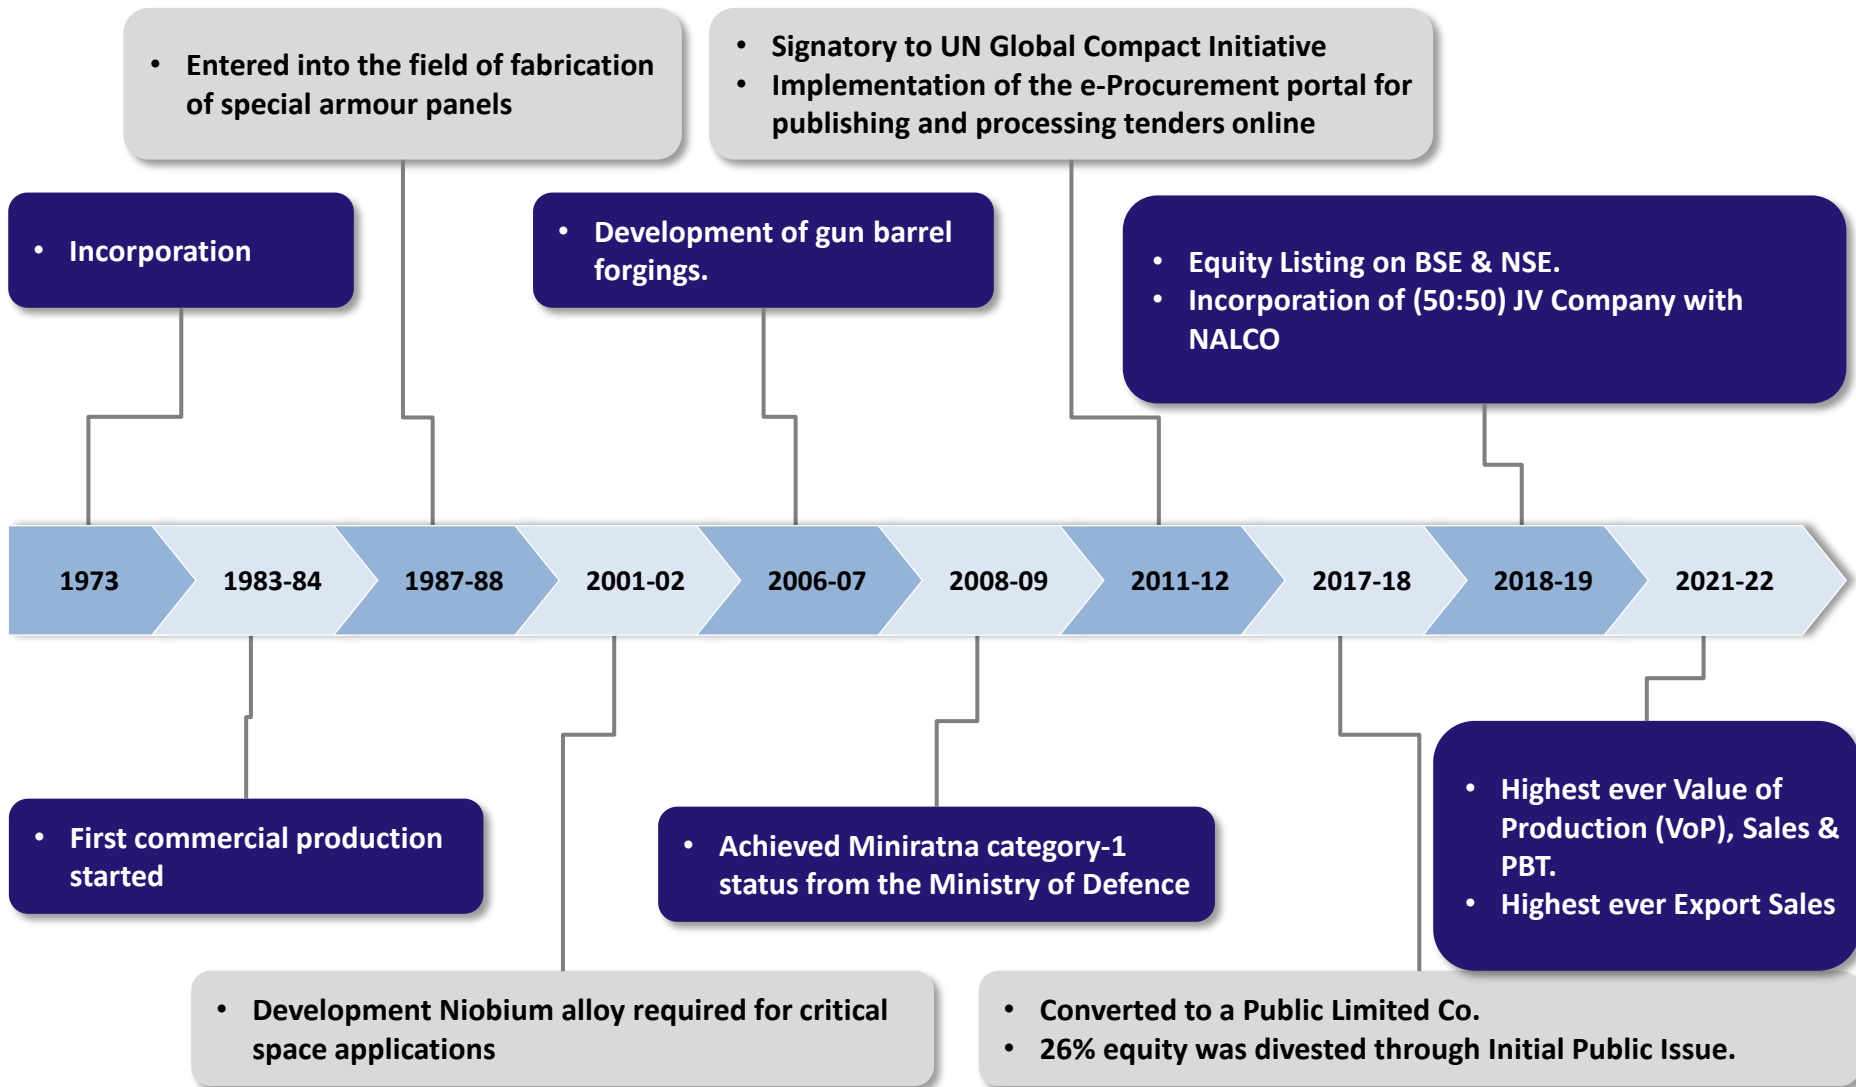 • Entered into the field of fabrication
of special armour panels
• Signatory to UN Global Compact Initiative
• Implementation of the e-Procurement portal for
publishing and processing tenders online
• Incorporation
• Development of gun barrel
forgings.
• Equity Listing on BSE & NSE.
• Incorporation of (50:50) JV Company with
NALCO
1973
1983-84
1987-88
2001-02
2006-07
2008-09
2011-12
2017-18
2018-19
2021-22
• First commercial production
started
• Achieved Miniratna category-1
status from the Ministry of Defence
• Highest ever Value of
Production (VoP), Sales &
PBT.
• Highest ever Export Sales
• Development Niobium alloy required for critical
space applications
• Converted to a Public Limited Co.
• 26% equity was divested through Initial Public Issue.